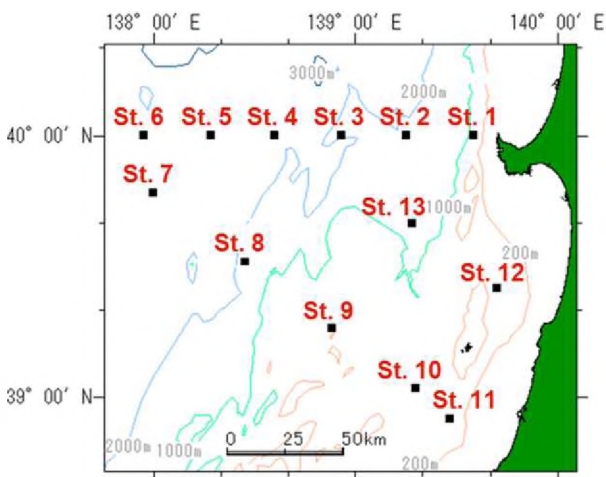 138° 00′ E 139° 00′ E 140° 00′ E
3000m
2000m
St. 6 St. 5 St. 4 St. 3 St. 2 St. 1
40° 00′ N
St. 7
St. 13 1000m
St. 8
200m
St. 12
St. 9
St. 10
39° 00′ N
St. 11
0 25 50km
2000m 1000m
200m